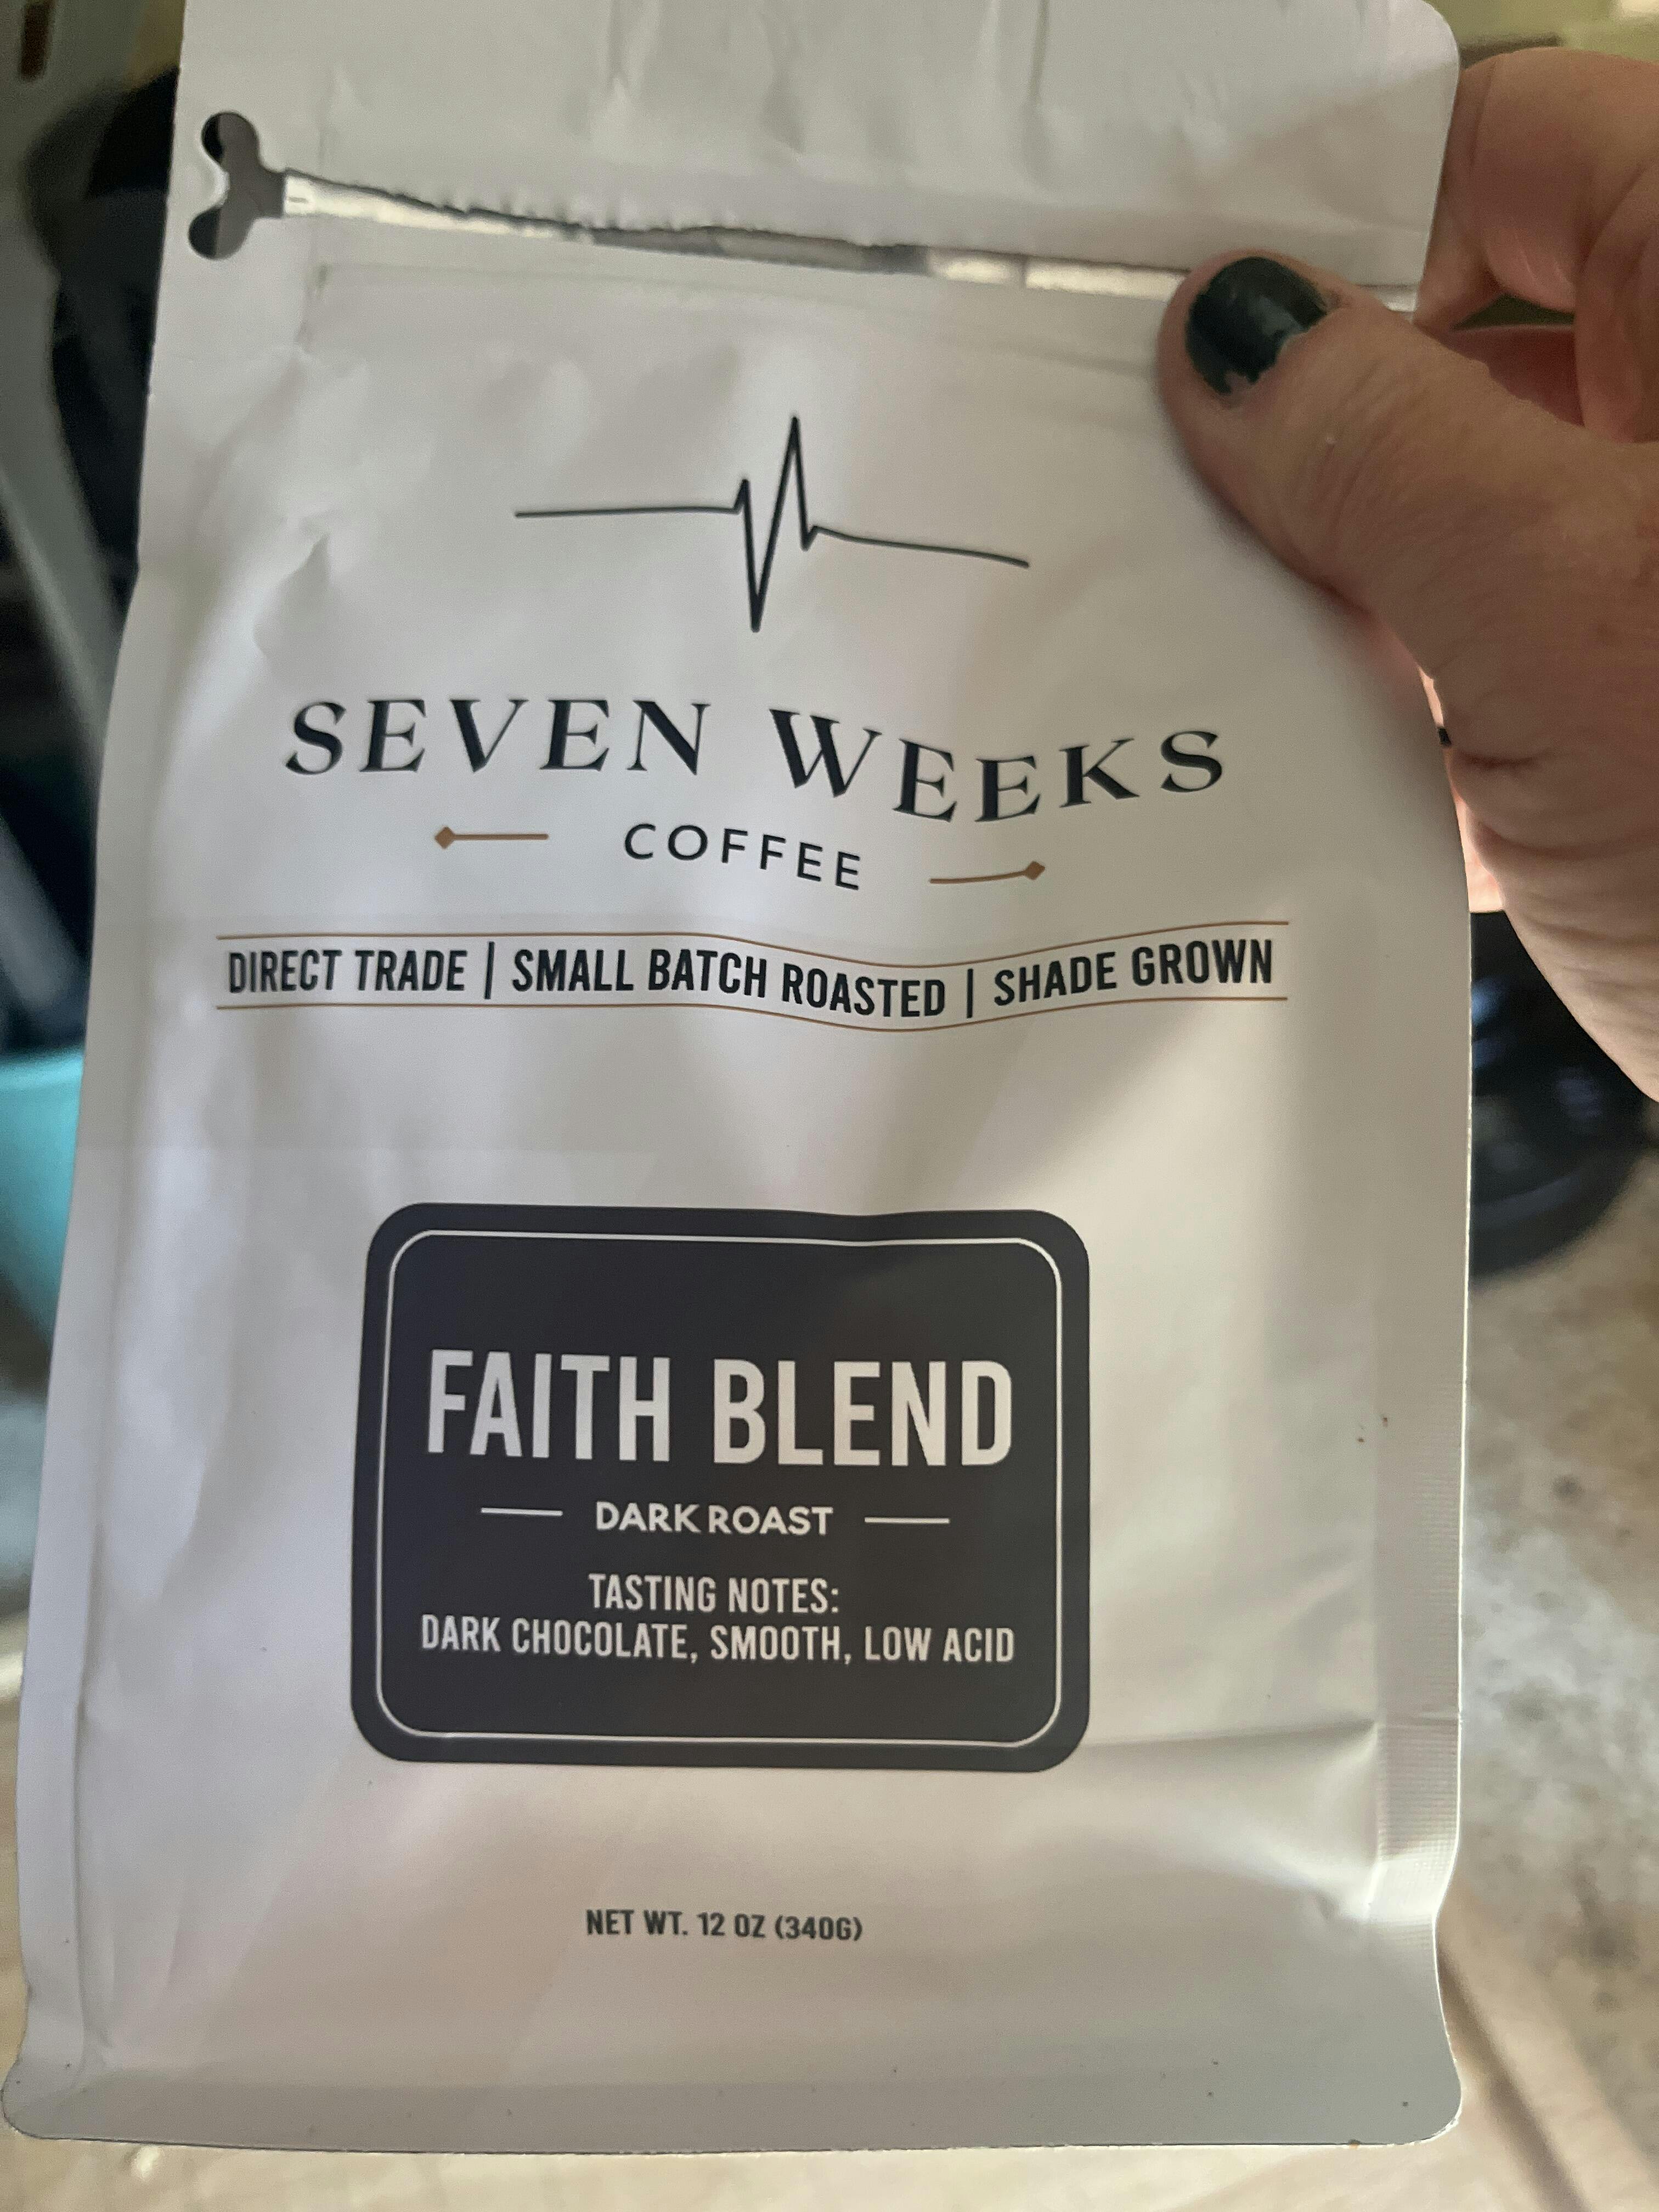 SEVEN WEEKS
COFFEE
DIRECT TRADE | SMALL BATCH ROASTED | SHADE GROWN
FAITH BLEND
DARK ROAST
TASTING NOTES:
DARK CHOCOLATE, SMOOTH, LOW ACID
NET WT. 12 OZ (340G)